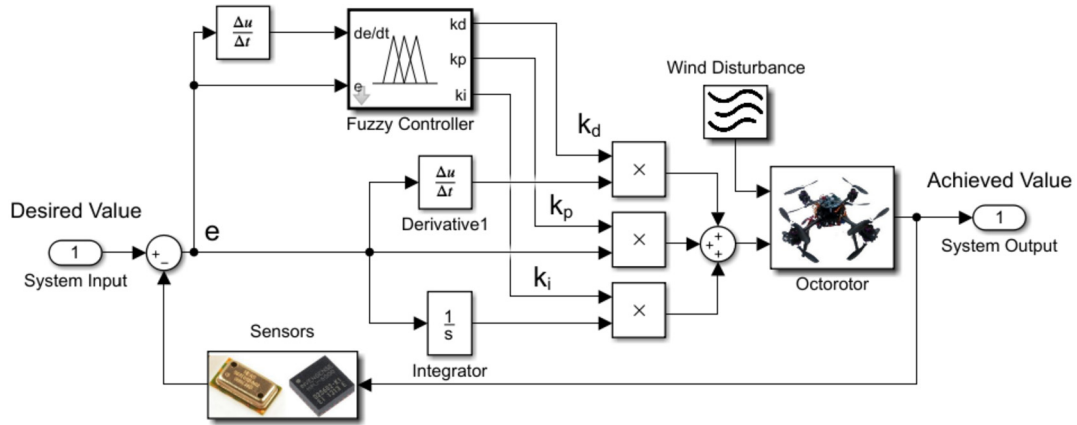 Δu
Δt
de/dt
e
kd
kp
ki
Fuzzy Controller
Wind Disturbance
kd
×
Δu
Δt
Derivative1
Desired Value
1
System Input
+
−
e
kp
×
+
+
+
Octorotor
Achieved Value
1
System Output
ki
×
1
s
Integrator
Sensors